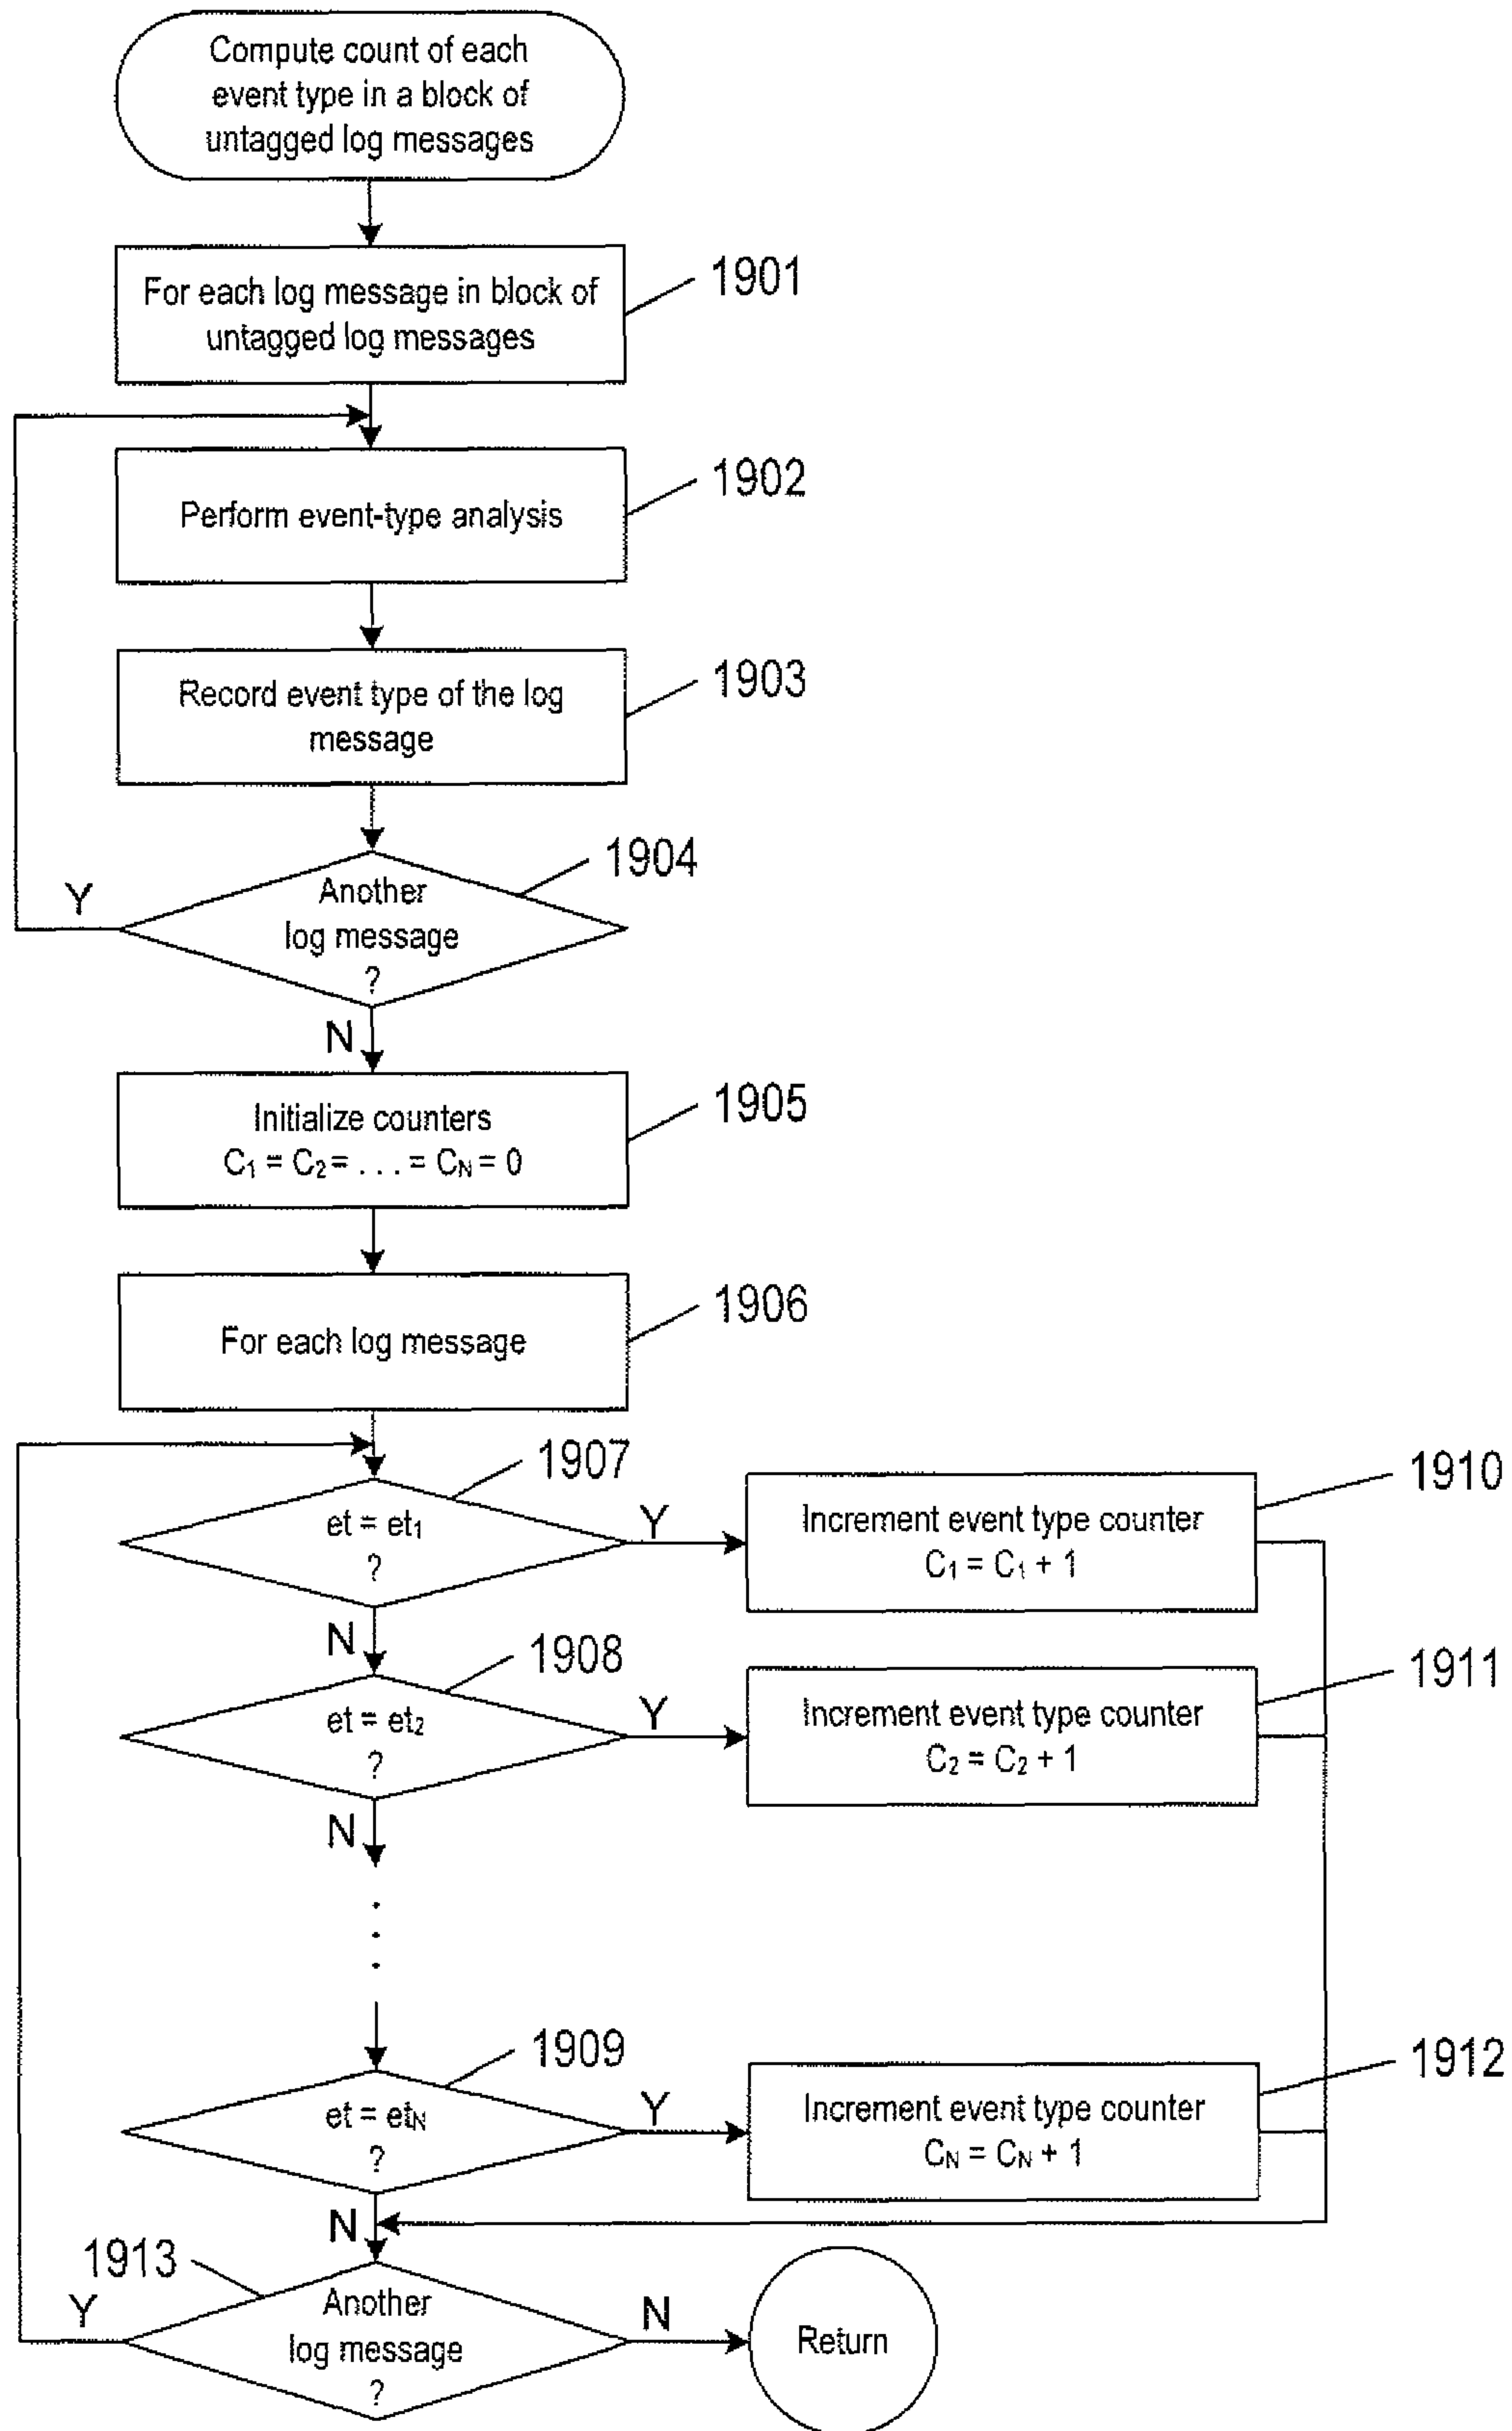 Compute count of each
event type in a block of
untagged log messages
For each log message in block of
untagged log messages
1901
Perform event-type analysis
1902
Record event type of the log
message
1903
Another
log message
?
1904
Y
N
Initialize counters
C₁ = C₂ = . . . = C_N = 0
1905
For each log message
1906
et = et₁
?
1907
Y
Increment event type counter
C₁ = C₁ + 1
1910
N
et = et₂
?
1908
Y
Increment event type counter
C₂ = C₂ + 1
1911
N
et = et_N
?
1909
Y
Increment event type counter
C_N = C_N + 1
1912
N
1913
Another
log message
?
Y
N
Return